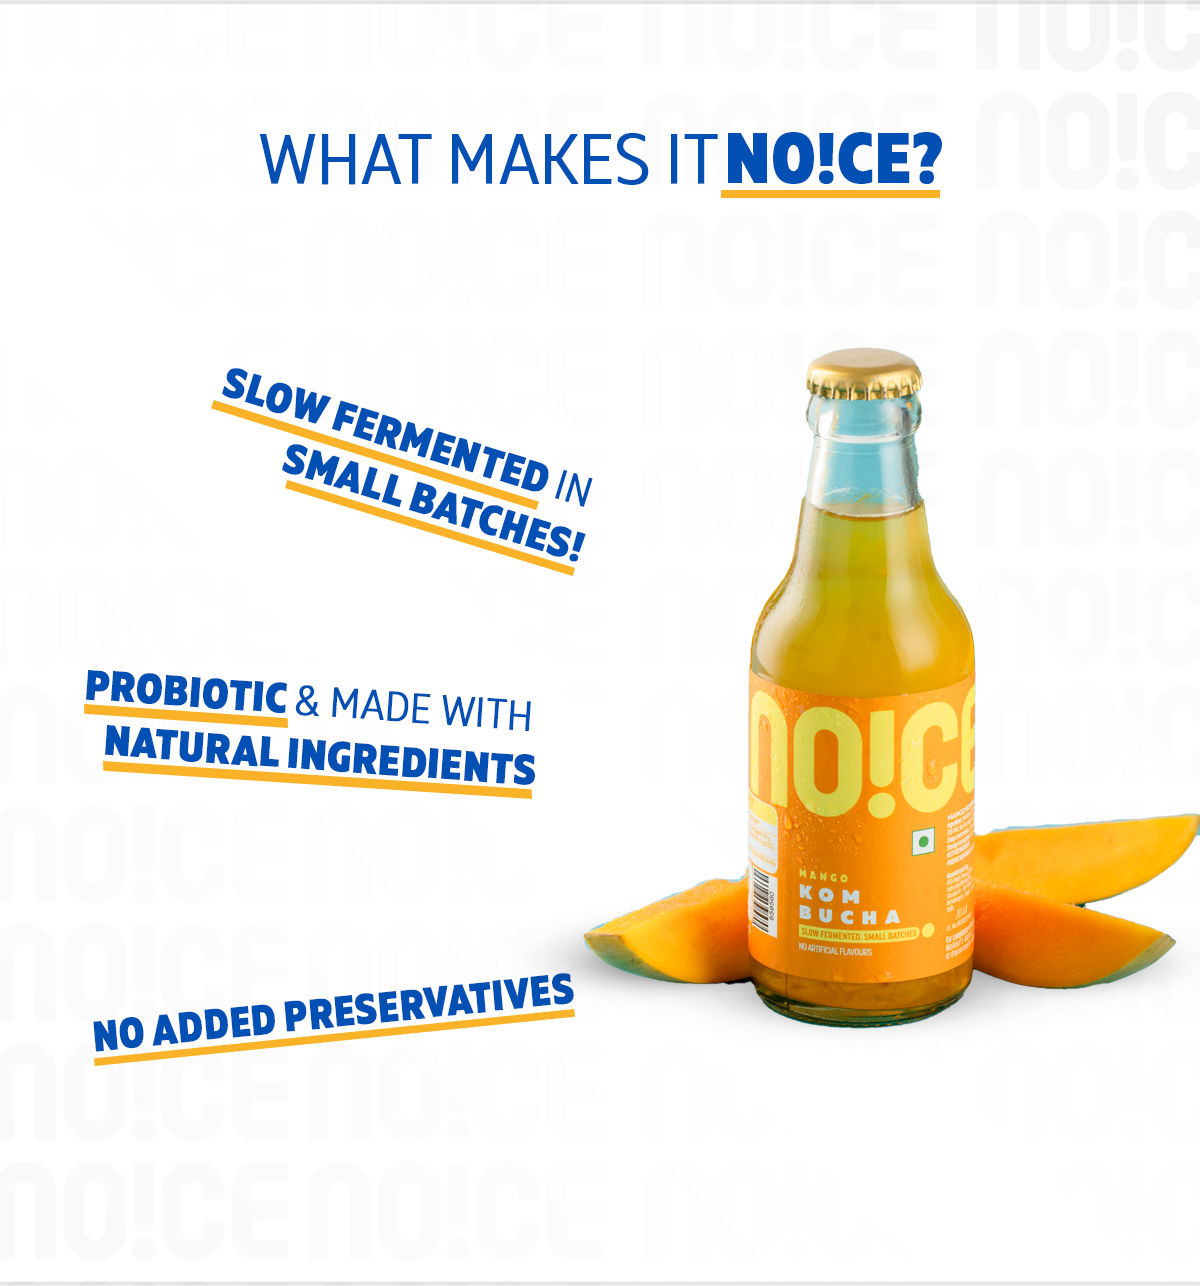 WHAT MAKES IT NO!CE?
SLOW FERMENTED IN
SMALL BATCHES!
PROBIOTIC & MADE WITH
NATURAL INGREDIENTS
NO ADDED PRESERVATIVES
no!ce
MANGO
KOM
BUCHA
SLOW FERMENTED. SMALL BATCHES
NO ARTIFICIAL FLAVOURS